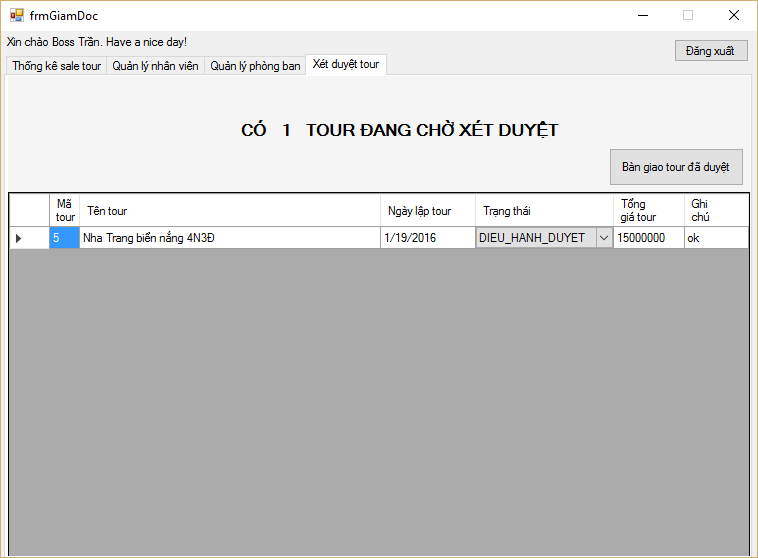 frmGiamDoc
Xin chào Boss Trần. Have a nice day!
Đăng xuất
Thống kê sale tour Quản lý nhân viên Quản lý phòng ban Xét duyệt tour
CÓ 1 TOUR ĐANG CHỜ XÉT DUYỆT
Bàn giao tour đã duyệt
Mã tour Tên tour Ngày lập tour Trạng thái Tổng giá tour Ghi chú
5 Nha Trang biển nắng 4N3Đ 1/19/2016 DIEU_HANH_DUYET 15000000 ok